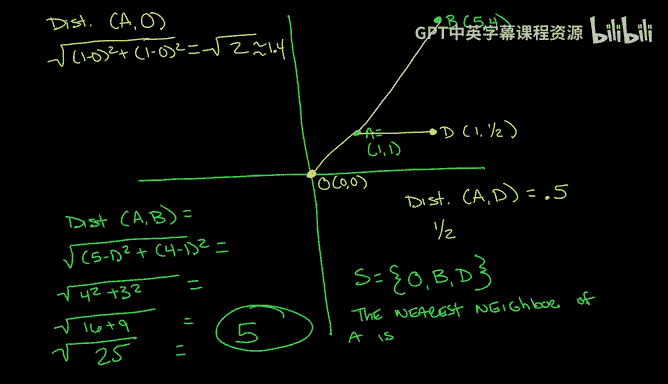 Dist. (A,O)
√(1-0)²+(1-0)² = √2 ≈ 1.4
B (5,4)
GPT中英字幕课程资源 bilibili
A=
(1,1)
D (1, ½)
O(0,0)
Dist. (A,D) = .5
½
Dist (A,B) =
√(5-1)² + (4-1)² =
√4² + 3² =
√16 + 9 =
√25 =
5
S = {O, B, D}
THE NEAREST NEIGHBOR OF
A is